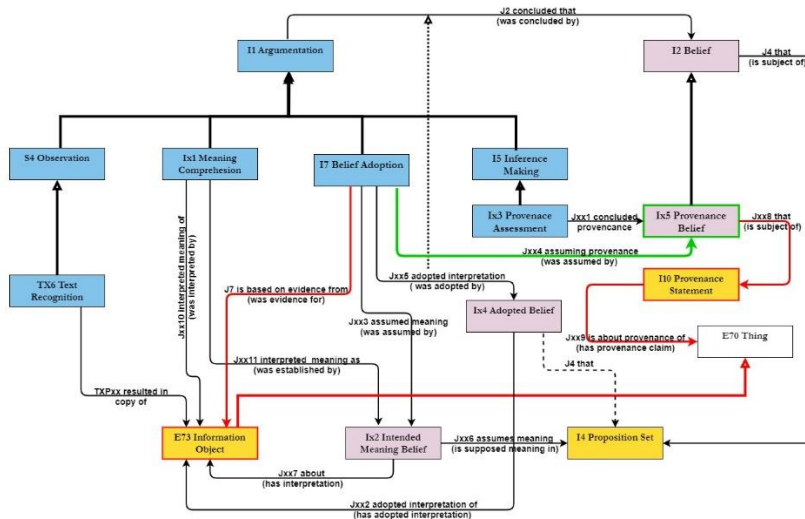 J2 concluded that
(was concluded by)
I1 Argumentation
I2 Belief
J4 that
(is subject of)
S4 Observation
Ix1 Meaning
Comprehesion
I7 Belief Adoption
I5 Inference
Making
Ix3 Provenace
Assessment
Jxx1 concluded
provencance
Ix5 Provenance
Belief
Jxx8 that
(is subject of)
Jxx4 assuming provenance
(was assumed by)
Jxx10 interpreted meaning of
(was interpreted by)
TX6 Text
Recognition
J7 is based on evidence from
(was evidence for)
Jxx5 adopted interpretation
(was adopted by)
I10 Provenance
Statement
Ix4 Adopted Belief
Jxx3 assumed meaning
(was assumed by)
Jxx9 is about provenance of
(has provenance claim)
E70 Thing
Jxx11 interpreted meaning as
(was established by)
J4 that
TXPxx resulted in
copy of
E73 Information
Object
Ix2 Intended
Meaning Belief
Jxx6 assumes meaning
(is supposed meaning in)
I4 Proposition Set
Jxx7 about
(has interpretation)
Jxx2 adopted interpretation of
(has adopted interpretation)